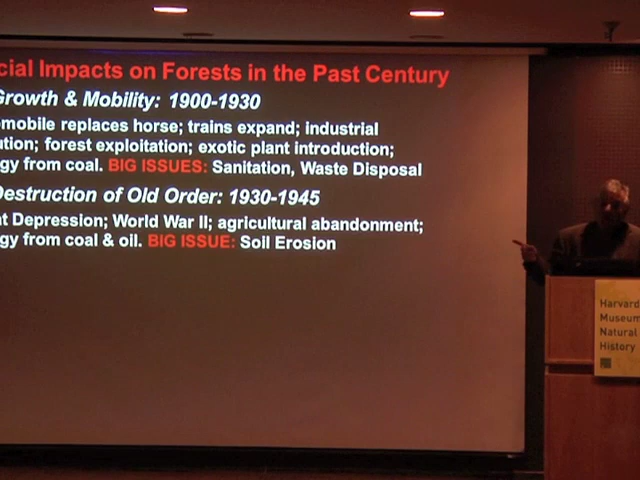 cial Impacts on Forests in the Past Century
Growth & Mobility: 1900-1930
mobile replaces horse; trains expand; industrial
ution; forest exploitation; exotic plant introduction;
gy from coal. BIG ISSUES: Sanitation, Waste Disposal
Destruction of Old Order: 1930-1945
at Depression; World War II; agricultural abandonment;
gy from coal & oil. BIG ISSUE: Soil Erosion
Harvard
Museum
Natural
History